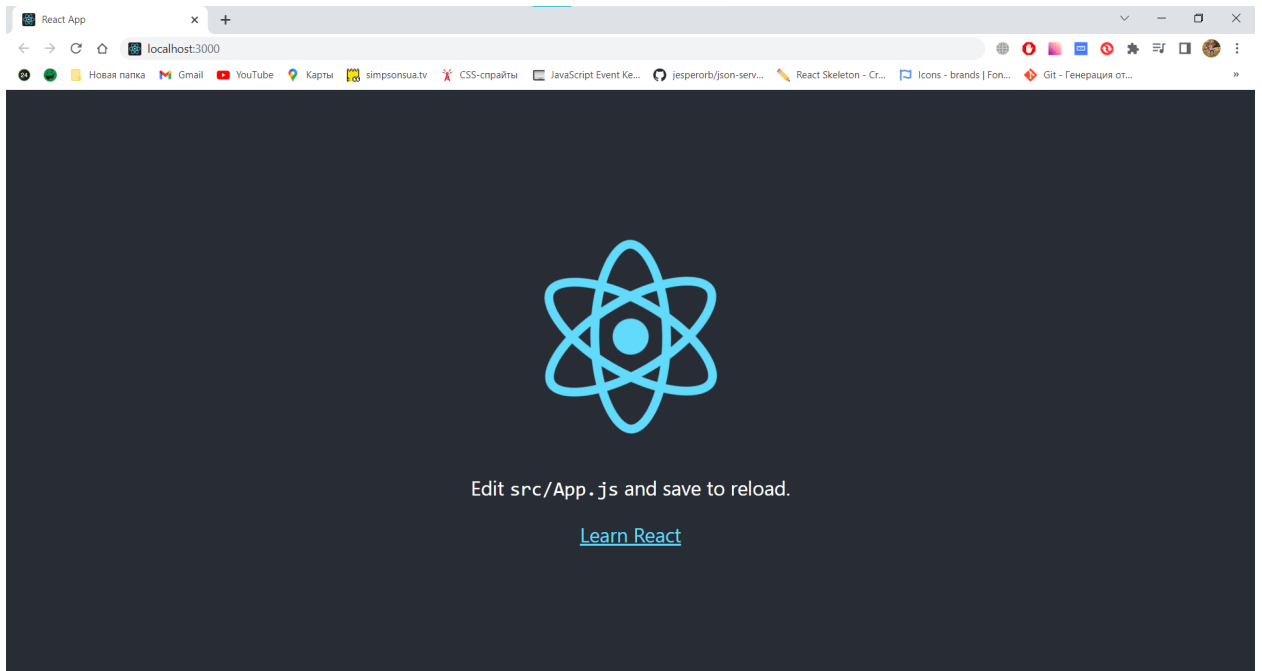 React App
localhost:3000
24 Новая папка Gmail YouTube Карты simpsonsua.tv CSS-спрайты JavaScript Event Ke... jesperorb/json-serv... React Skeleton - Cr... Icons - brands | Fon... Git - Генерация от... »
Edit src/App.js and save to reload.
Learn React